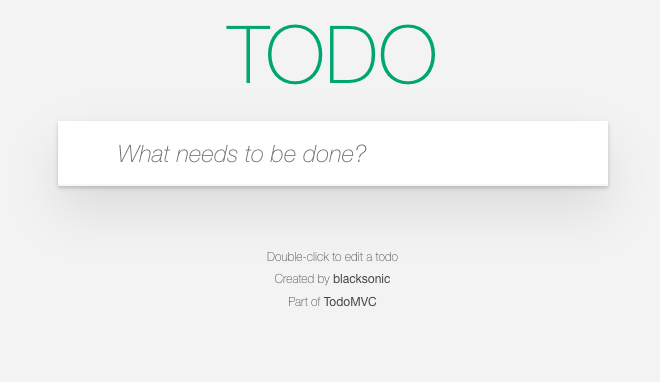 TODO
What needs to be done?
Double-click to edit a todo
Created by blacksonic
Part of TodoMVC